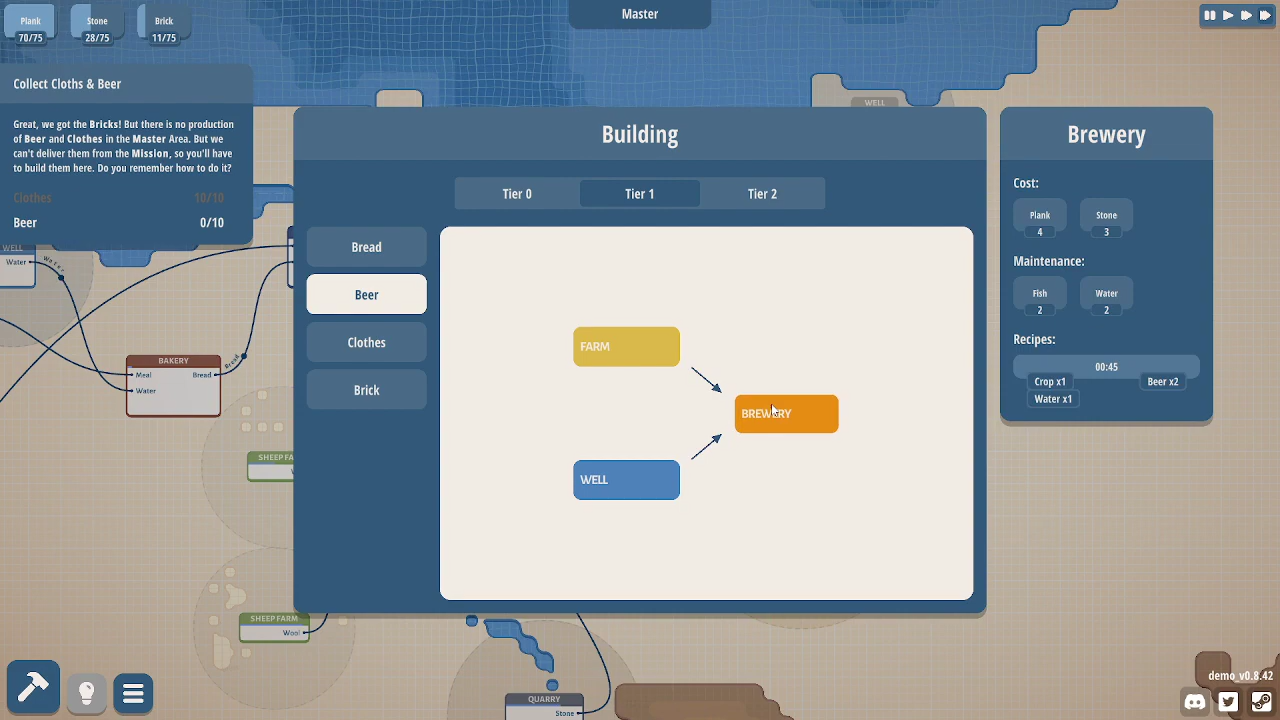 Plank
70/75
Stone
28/75
Brick
11/75
Master
Collect Cloths & Beer
Great, we got the Bricks! But there is no production
of Beer and Clothes in the Master Area. But we
can't deliver them from the Mission, so you'll have
to build them here. Do you remember how to do it?
Clothes 10/10
Beer 0/10
WELL
Building
Tier 0
Tier 1
Tier 2
Bread
Beer
Clothes
Brick
FARM
BREWERY
WELL
Brewery
Cost:
Plank
4
Stone
3
Maintenance:
Fish
2
Water
2
Recipes:
00:45
Crop x1
Beer x2
Water x1
WELL
Water
Water
BAKERY
Meal
Bread
Water
Bread
SHEEP FA
SHEEP FARM
Wool
QUARRY
Stone
demo_v0.8.42